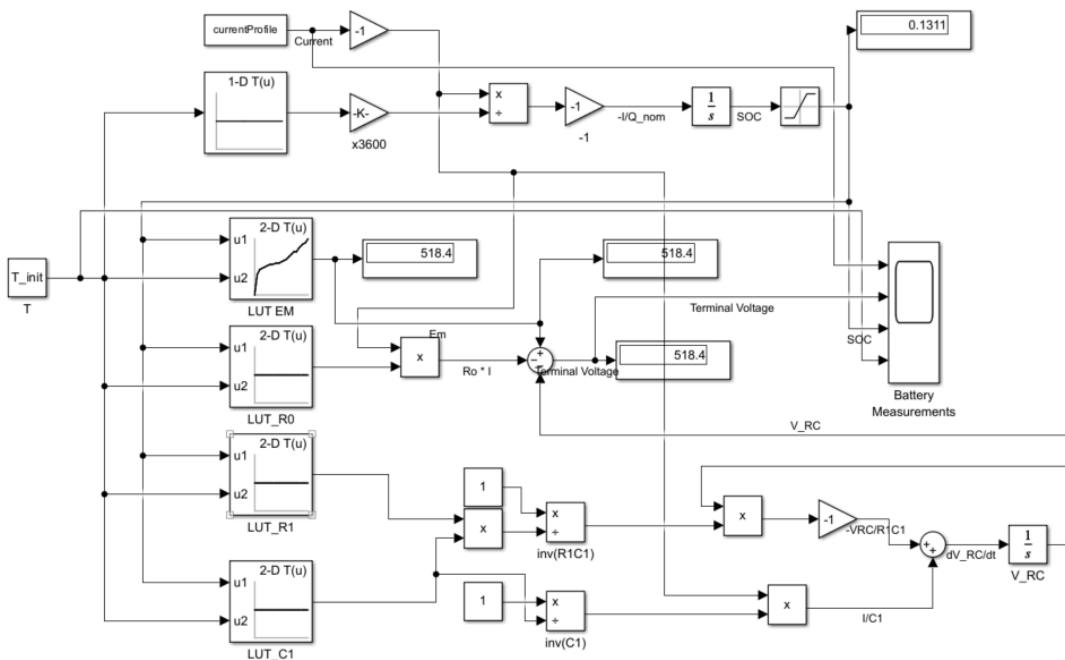 currentProfile
Current
-1
0.1311
1-D T(u)
-K-
x3600
x
÷
-1
-1
-I/Q_nom
1
s
SOC
T_init
T
2-D T(u)
u1
u2
LUT EM
518.4
518.4
Terminal Voltage
Em
x
Ro * I
+
-
-
Terminal Voltage
518.4
SOC
Battery
Measurements
2-D T(u)
u1
u2
LUT_R0
V_RC
2-D T(u)
u1
u2
LUT_R1
1
x
x
÷
inv(R1C1)
x
-1
-VRC/R1C1
+
+
dV_RC/dt
1
s
V_RC
2-D T(u)
u1
u2
LUT_C1
1
x
÷
inv(C1)
x
I/C1